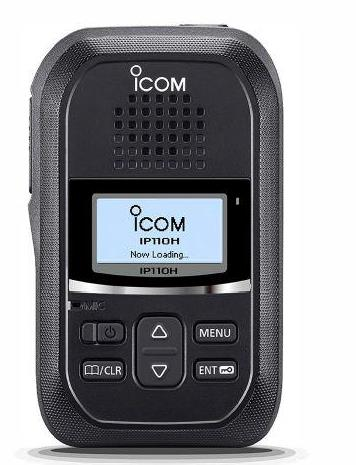 iCOM
iCOM
IP110H
Now Loading...
IP110H
MIC
MENU
/CLR
ENT